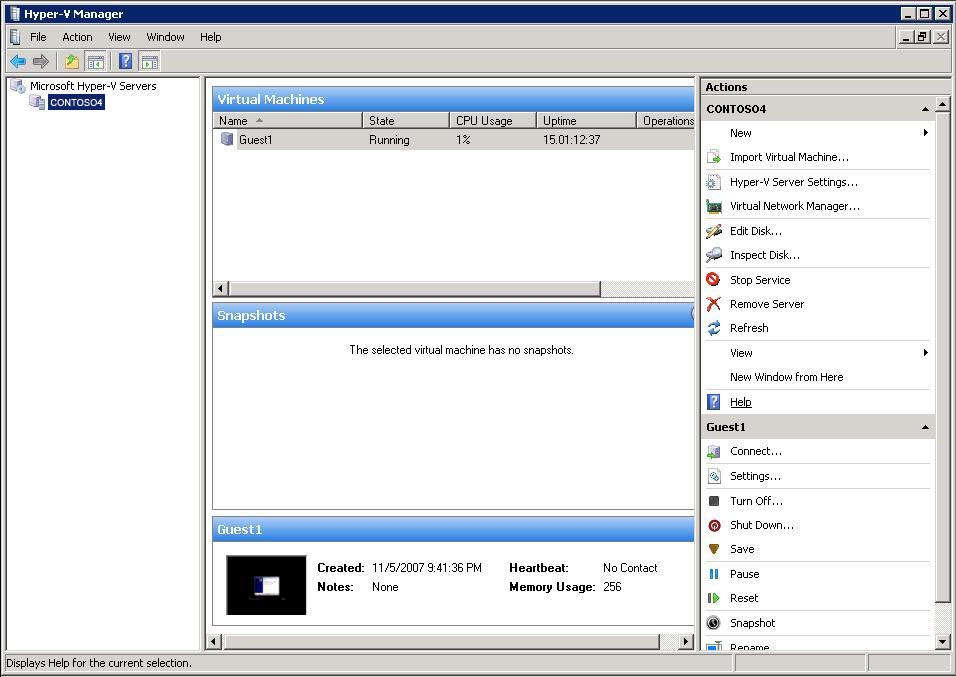 Hyper-V Manager
File Action View Window Help
Microsoft Hyper-V Servers
CONTOSO4
Virtual Machines
Name State CPU Usage Uptime Operations
Guest1 Running 1% 15.01:12:37
Snapshots
The selected virtual machine has no snapshots.
Guest1
Created: 11/5/2007 9:41:36 PM Heartbeat: No Contact
Notes: None Memory Usage: 256
Actions
CONTOSO4
New
Import Virtual Machine...
Hyper-V Server Settings...
Virtual Network Manager...
Edit Disk...
Inspect Disk...
Stop Service
Remove Server
Refresh
View
New Window from Here
Help
Guest1
Connect...
Settings...
Turn Off...
Shut Down...
Save
Pause
Reset
Snapshot
Rename
Displays Help for the current selection.